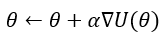 θ ← θ + α∇U(θ)